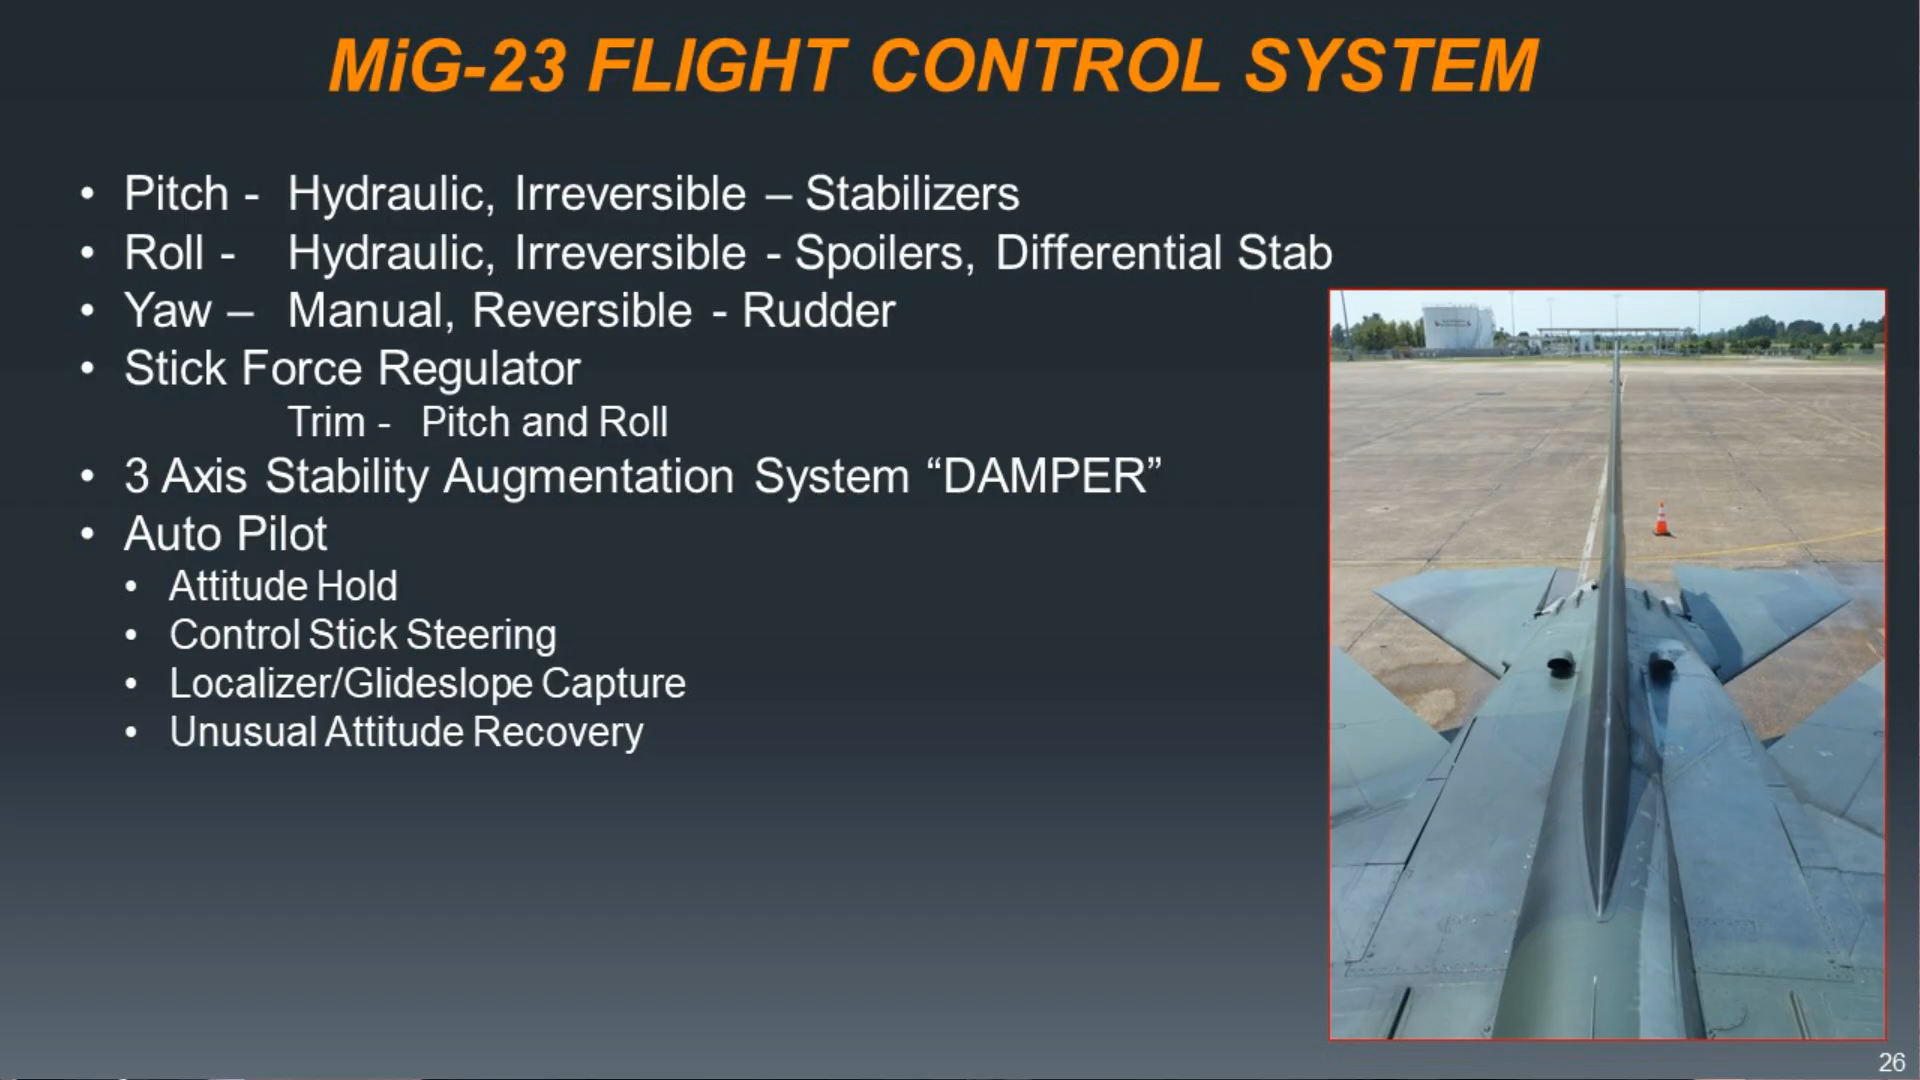 MiG-23 FLIGHT CONTROL SYSTEM
• Pitch - Hydraulic, Irreversible – Stabilizers
• Roll - Hydraulic, Irreversible - Spoilers, Differential Stab
• Yaw – Manual, Reversible - Rudder
• Stick Force Regulator
Trim - Pitch and Roll
• 3 Axis Stability Augmentation System “DAMPER”
• Auto Pilot
• Attitude Hold
• Control Stick Steering
• Localizer/Glideslope Capture
• Unusual Attitude Recovery
26